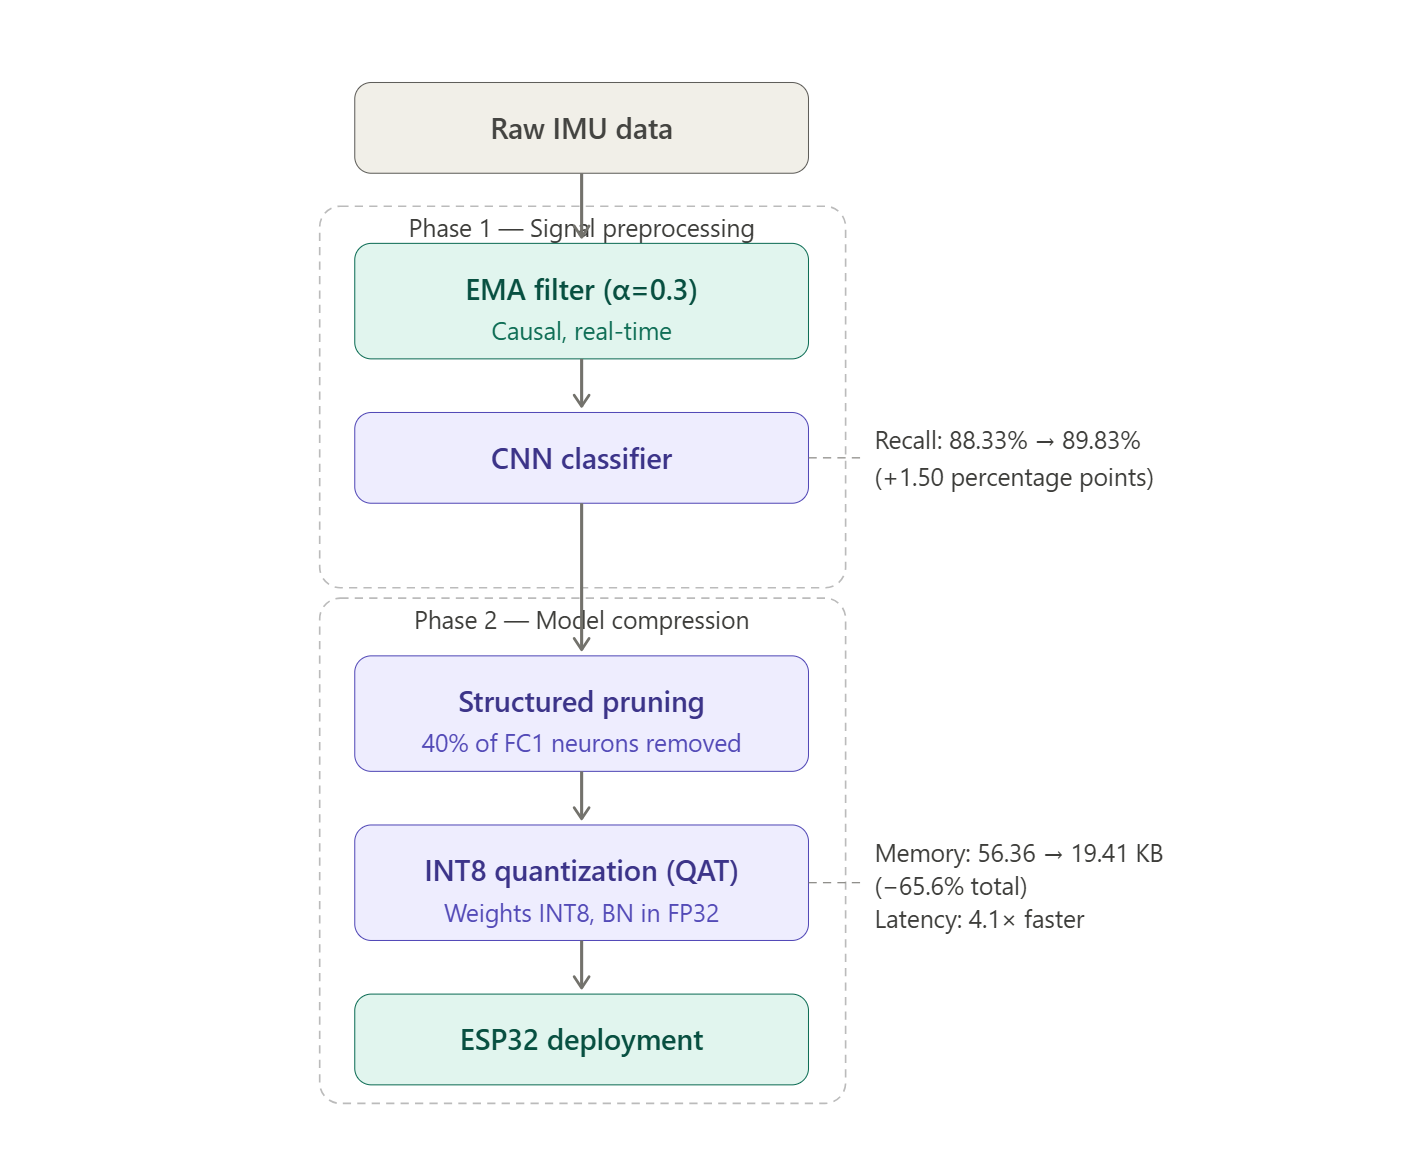 Raw IMU data
Phase 1 — Signal preprocessing
EMA filter (α=0.3)
Causal, real-time
CNN classifier
Recall: 88.33% → 89.83%
(+1.50 percentage points)
Phase 2 — Model compression
Structured pruning
40% of FC1 neurons removed
INT8 quantization (QAT)
Weights INT8, BN in FP32
Memory: 56.36 → 19.41 KB
(−65.6% total)
Latency: 4.1× faster
ESP32 deployment